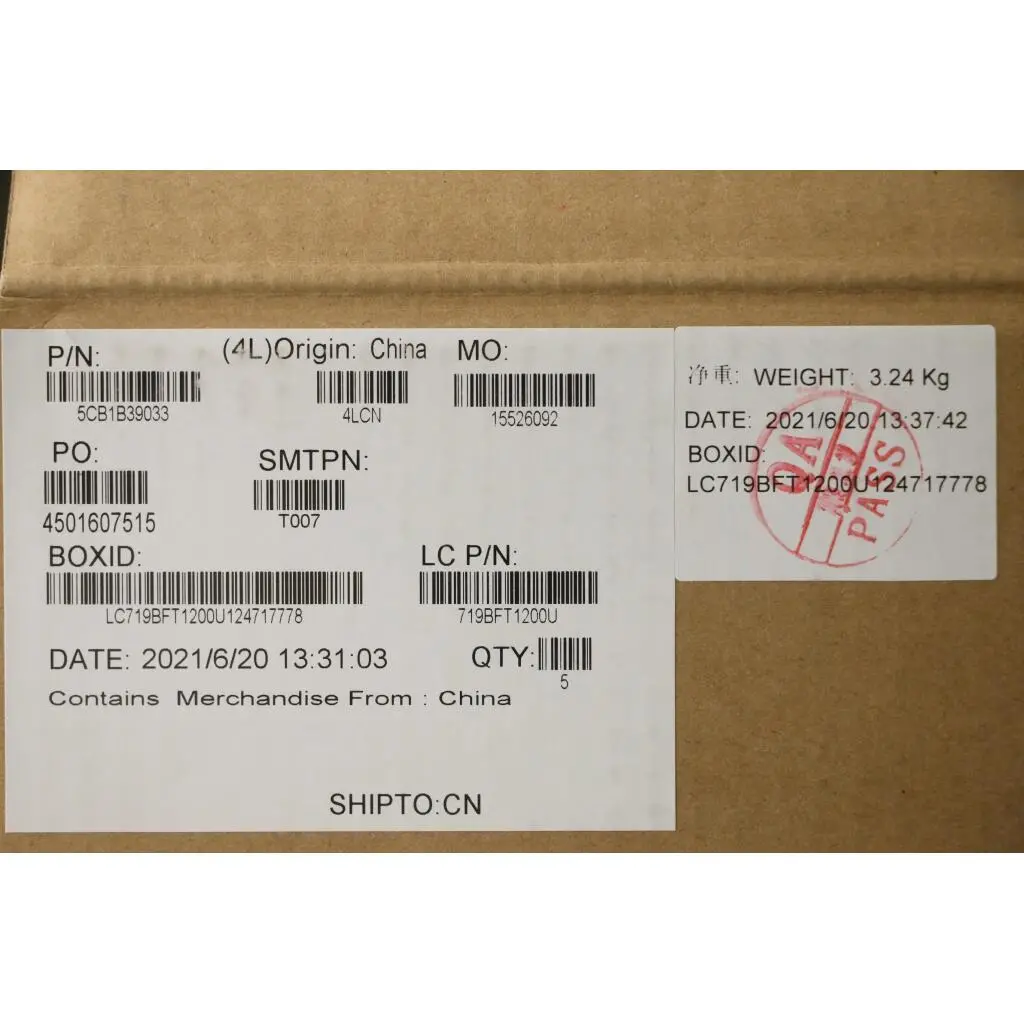 P/N: (4L)Origin: China MO:
5CB1B39033 4LCN 15526092
PO: SMTPN:
4501607515 T007
BOXID: LC P/N:
LC719BFT1200U124717778 719BFT1200U
DATE: 2021/6/20 13:31:03 QTY:
5
Contains Merchandise From : China
SHIPTO:CN
净重: WEIGHT: 3.24 Kg
DATE: 2021/6/20 13:37:42
BOXID:
LC719BFT1200U124717778
QA
PASS